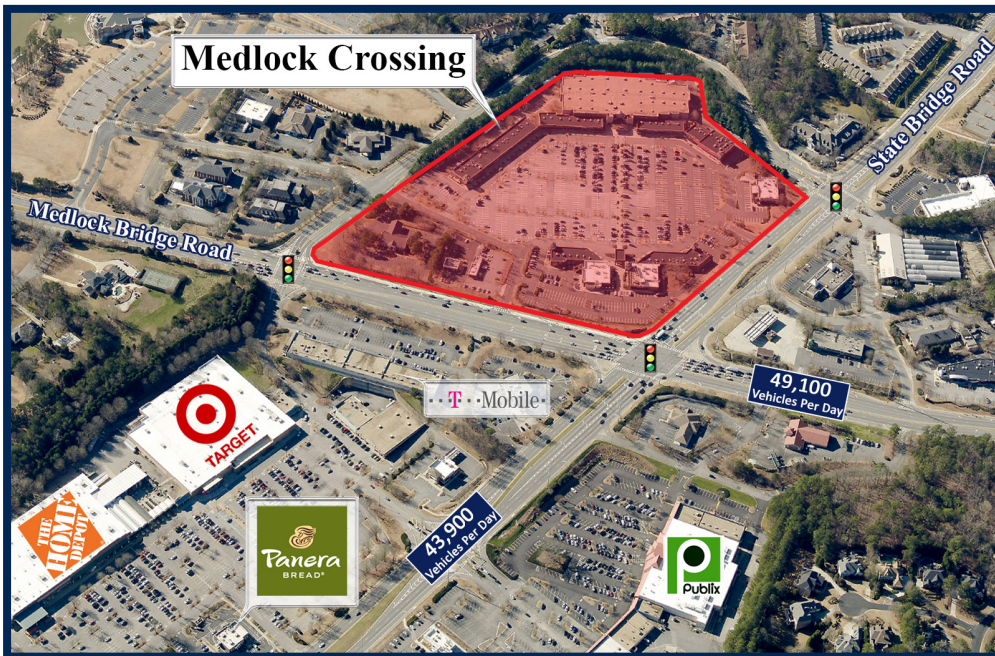 Medlock Crossing
State Bridge Road
Medlock Bridge Road
49,100
Vehicles Per Day
T··Mobile·
TARGET
THE
HOME
DEPOT
43,900
Vehicles Per Day
Panera
BREAD®
Publix